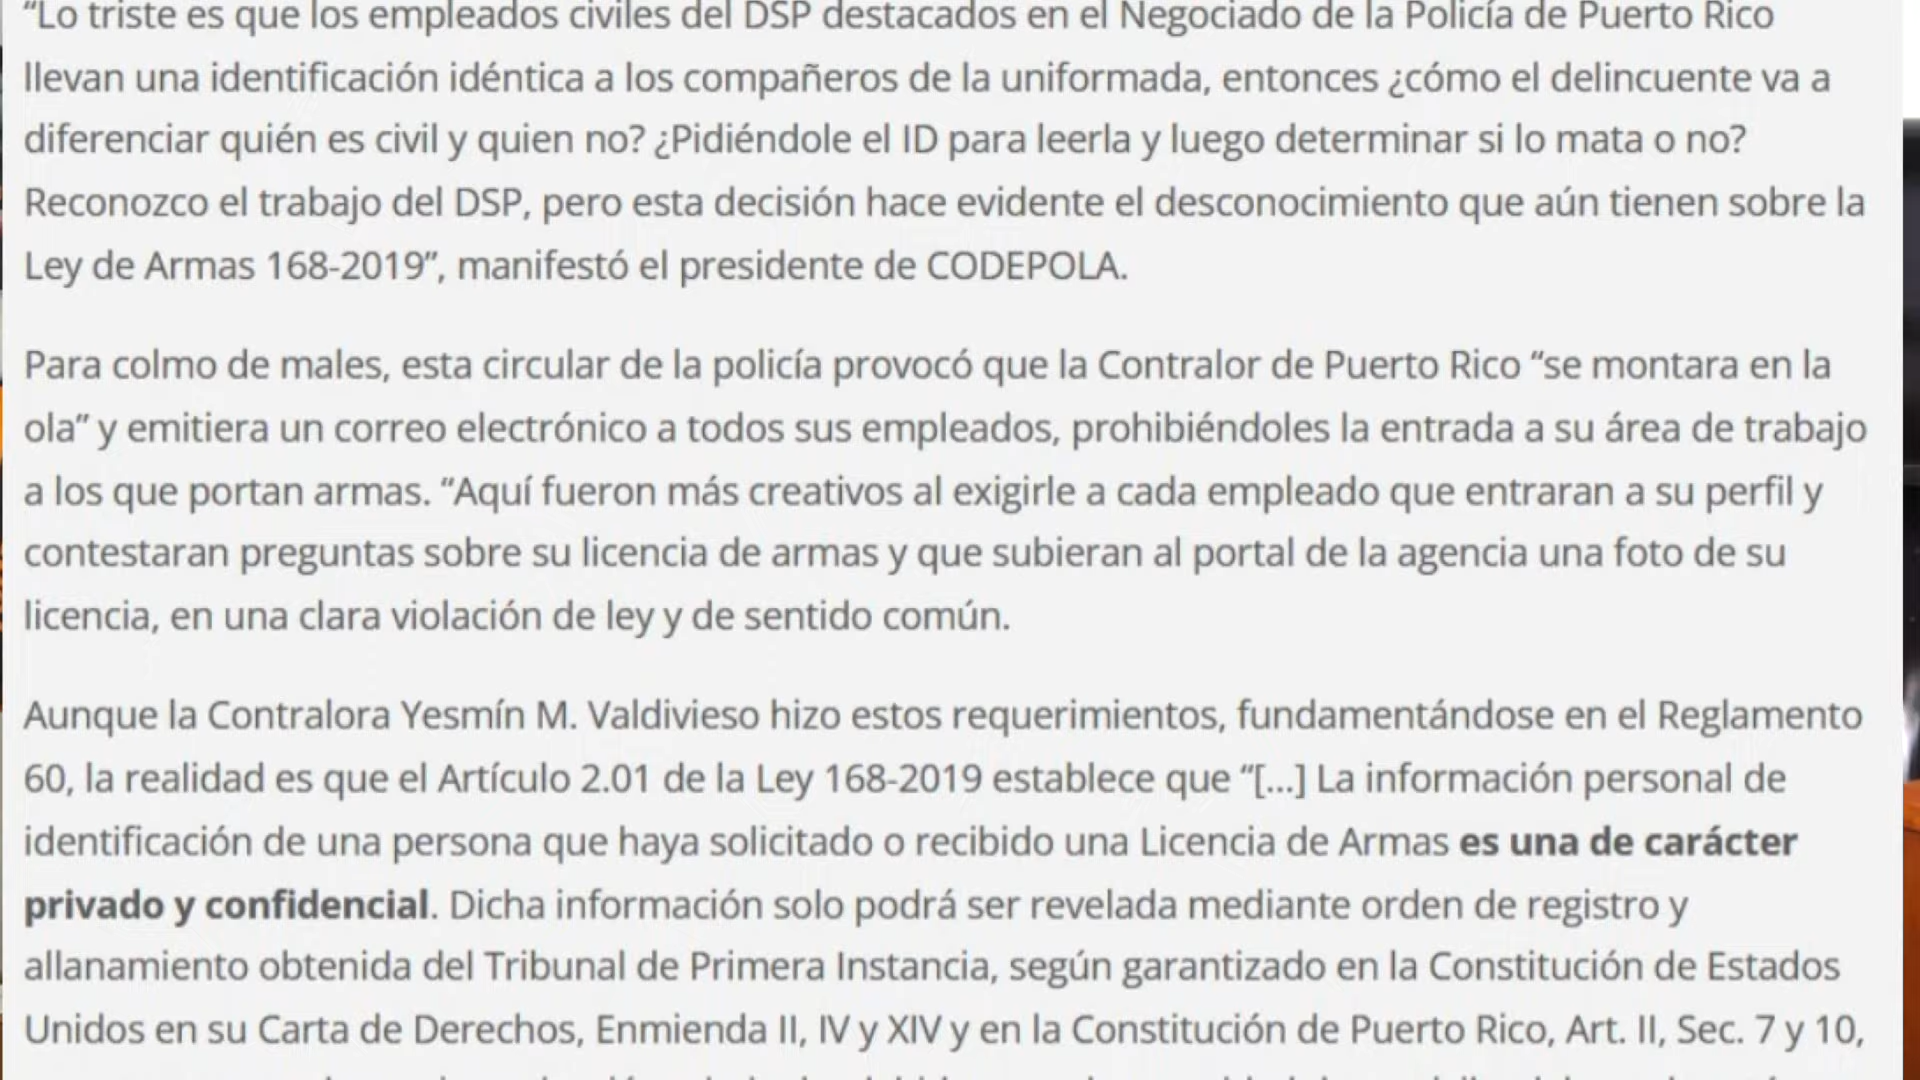 “Lo triste es que los empleados civiles del DSP destacados en el Negociado de la Policía de Puerto Rico
llevan una identificación idéntica a los compañeros de la uniformada, entonces ¿cómo el delincuente va a
diferenciar quién es civil y quien no? ¿Pidiéndole el ID para leerla y luego determinar si lo mata o no?
Reconozco el trabajo del DSP, pero esta decisión hace evidente el desconocimiento que aún tienen sobre la
Ley de Armas 168-2019”, manifestó el presidente de CODEPOLA.
Para colmo de males, esta circular de la policía provocó que la Contralor de Puerto Rico “se montara en la
ola” y emitiera un correo electrónico a todos sus empleados, prohibiéndoles la entrada a su área de trabajo
a los que portan armas. “Aquí fueron más creativos al exigirle a cada empleado que entraran a su perfil y
contestaran preguntas sobre su licencia de armas y que subieran al portal de la agencia una foto de su
licencia, en una clara violación de ley y de sentido común.
Aunque la Contralora Yesmín M. Valdivieso hizo estos requerimientos, fundamentándose en el Reglamento
60, la realidad es que el Artículo 2.01 de la Ley 168-2019 establece que “[...] La información personal de
identificación de una persona que haya solicitado o recibido una Licencia de Armas es una de carácter
privado y confidencial. Dicha información solo podrá ser revelada mediante orden de registro y
allanamiento obtenida del Tribunal de Primera Instancia, según garantizado en la Constitución de Estados
Unidos en su Carta de Derechos, Enmienda II, IV y XIV y en la Constitución de Puerto Rico, Art. II, Sec. 7 y 10,